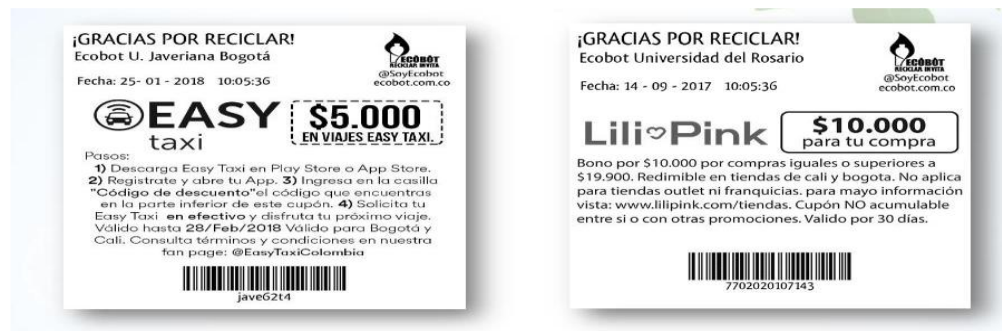 ¡GRACIAS POR RECICLAR!
Ecobot U. Javeriana Bogotá
ECOBOT
RECICLAR INVITA
@SoyEcobot
ecobot.com.co
Fecha: 25- 01 - 2018 10:05:36
EASY
taxi
$5.000
EN VIAJES EASY TAXI.
Pasos:
1) Descarga Easy Taxi en Play Store o App Store.
2) Registrate y abre tu App. 3) Ingresa en la casilla
"Código de descuento"el código que encuentras
en la parte inferior de este cupón. 4) Solicita tu
Easy Taxi en efectivo y disfruta tu próximo viaje.
Válido hasta 28/Feb/2018 Válido para Bogotá y
Cali. Consulta términos y condiciones en nuestra
fan page: @EasyTaxiColombia
jave62t4
¡GRACIAS POR RECICLAR!
Ecobot Universidad del Rosario
ECOBOT
RECICLAR INVITA
@SoyEcobot
ecobot.com.co
Fecha: 14 - 09 - 2017 10:05:36
Lili Pink
$10.000
para tu compra
Bono por $10.000 por compras iguales o superiores a
$19.900. Redimible en tiendas de cali y bogota. No aplica
para tiendas outlet ni franquicias. para mayo información
vista: www.lilipink.com/tiendas. Cupón NO acumulable
entre si o con otras promociones. Valido por 30 días.
7702020107143